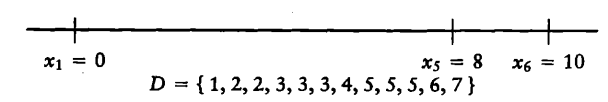 x₁ = 0 x₅ = 8 x₆ = 10
D = { 1, 2, 2, 3, 3, 3, 4, 5, 5, 5, 6, 7 }